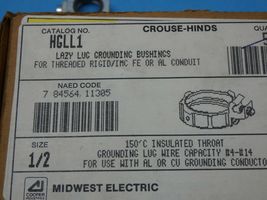 CATALOG NO.
CROUSE-HINDS
QUA
HGLL1
LAZY LUG GROUNDING BUSHINGS
FOR THREADED RIGID/IMC FE OR AL CONDUIT
NAED CODE
7 84564 11305
SIZE
150°C INSULATED THROAT
1/2
GROUNDING LUG WIRE CAPACITY #4-#14
FOR USE WITH AL OR CU GROUNDING CONDUCTO
COOPER
MIDWEST ELECTRIC